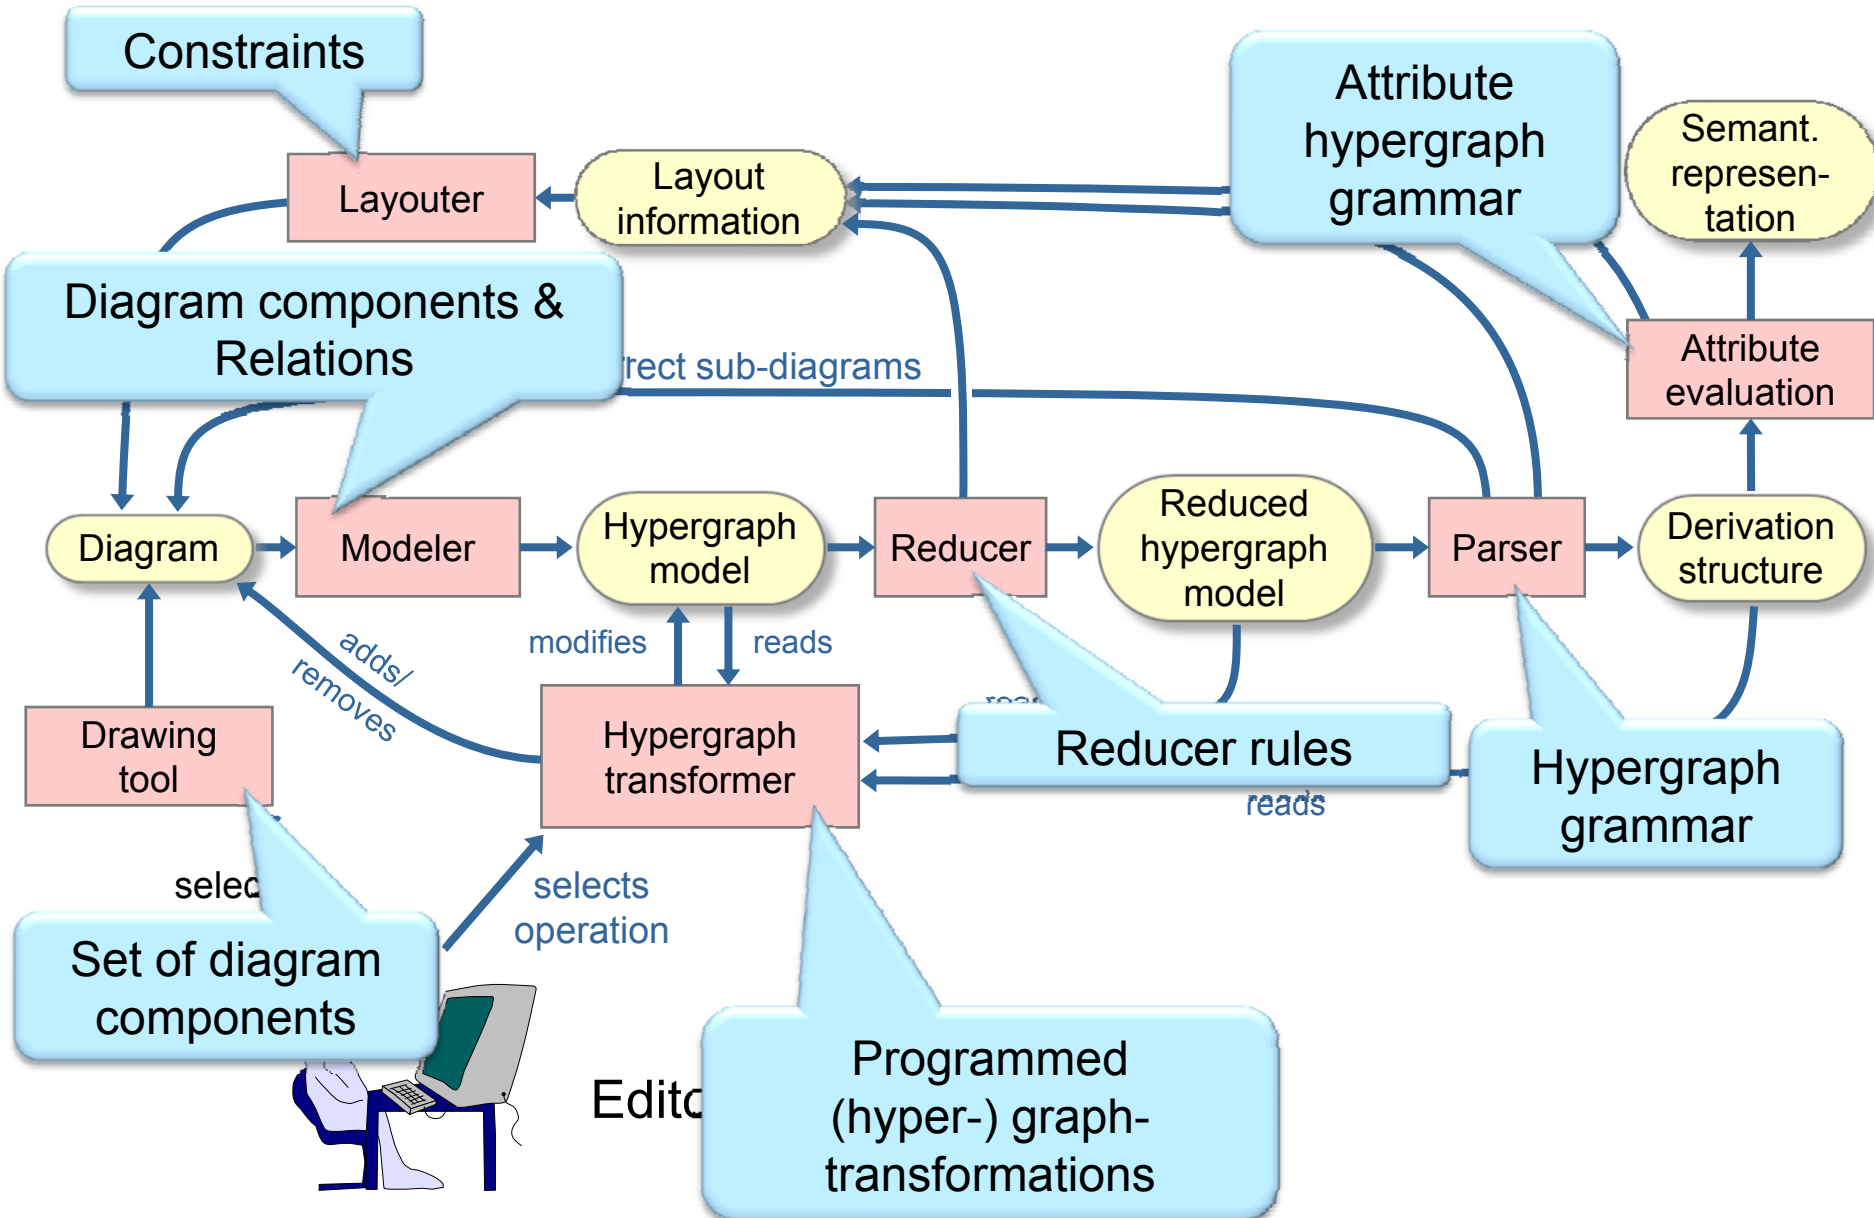 Constraints
Attribute
hypergraph
grammar
Semant.
represen-
tation
Layouter
Layout
information
Diagram components &
Relations
rect sub-diagrams
Attribute
evaluation
Diagram
Modeler
Hypergraph
model
Reducer
Reduced
hypergraph
model
Parser
Derivation
structure
modifies
reads
adds/
removes
Drawing
tool
Hypergraph
transformer
Reducer rules
reads
Hypergraph
grammar
selects
operation
Set of diagram
components
Programmed
(hyper-) graph-
transformations